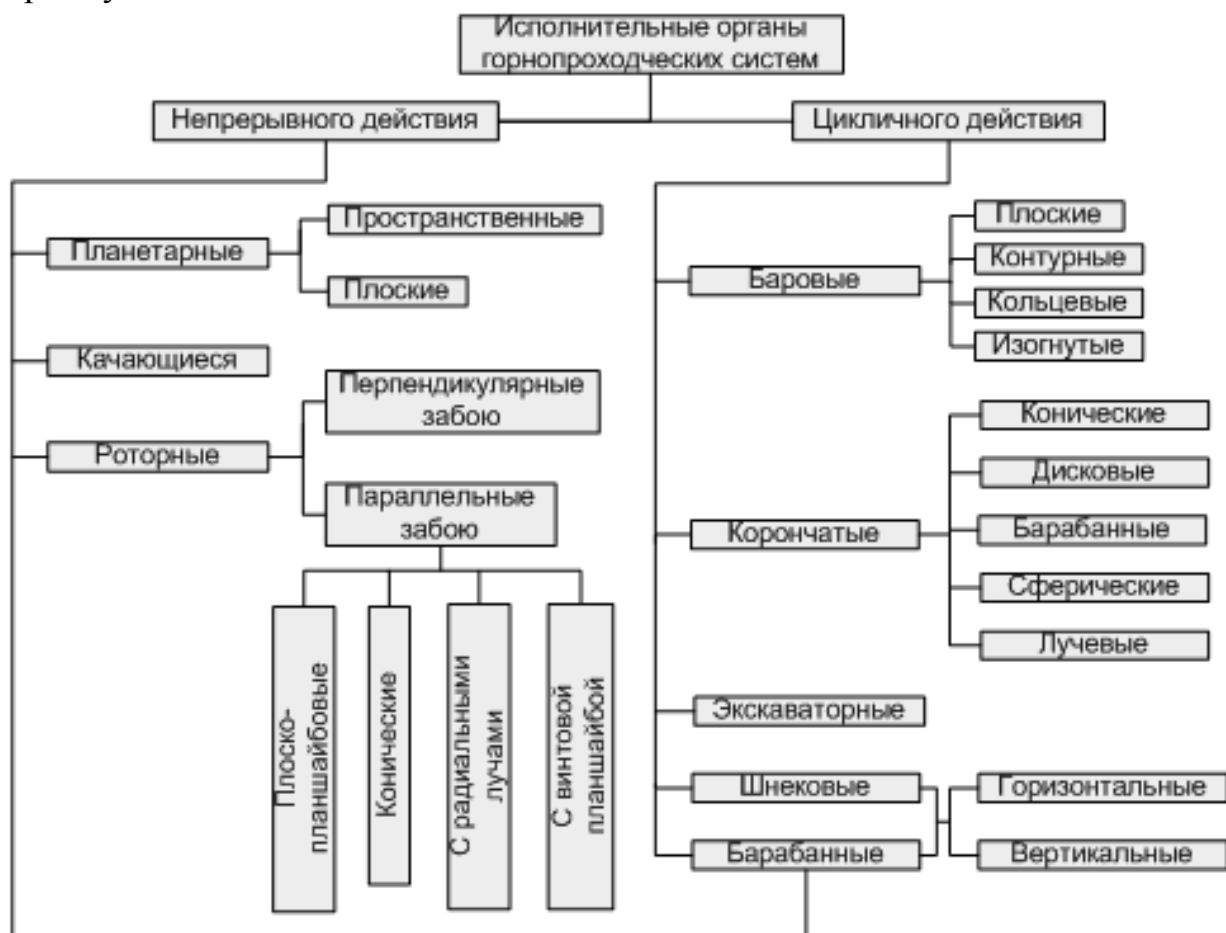 Исполнительные органы
горнопроходческих систем
Непрерывного действия
Цикличного действия
Планетарные
Пространственные
Плоские
Качающиеся
Роторные
Перпендикулярные
забою
Параллельные
забою
Плоско-
планшайбовые
Конические
С радиальными
лучами
С винтовой
планшайбой
Баровые
Плоские
Контурные
Кольцевые
Изогнутые
Корончатые
Конические
Дисковые
Барабанные
Сферические
Лучевые
Экскаваторные
Шнековые
Барабанные
Горизонтальные
Вертикальные